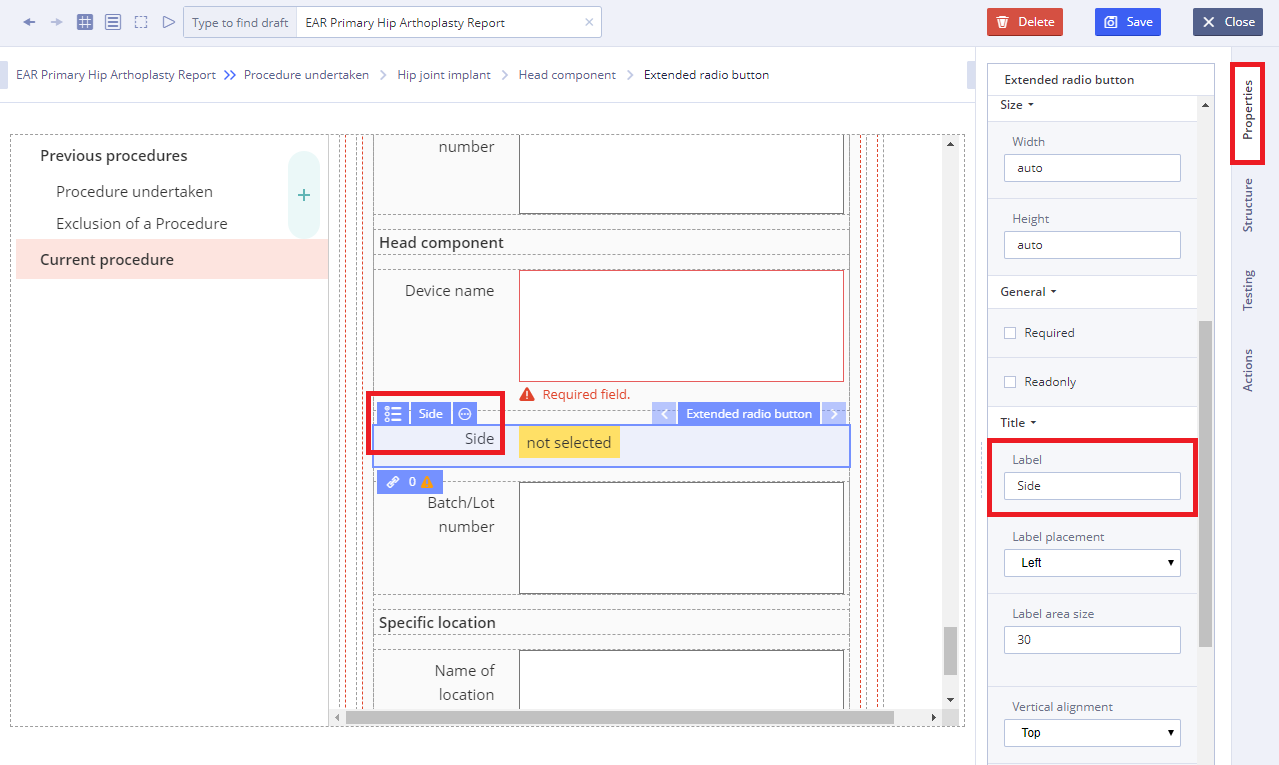 Type to find draft EAR Primary Hip Arthoplasty Report × Delete Save Close
EAR Primary Hip Arthoplasty Report Procedure undertaken Hip joint implant Head component Extended radio button
Previous procedures
Procedure undertaken
Exclusion of a Procedure
+
Current procedure
number
Head component
Device name
Required field.
Side
Extended radio button
Side
not selected
0
Batch/Lot
number
Specific location
Name of
location
Extended radio button
Size
Width
auto
Height
auto
General
Required
Readonly
Title
Label
Side
Label placement
Left
Label area size
30
Vertical alignment
Top
Properties
Structure
Testing
Actions